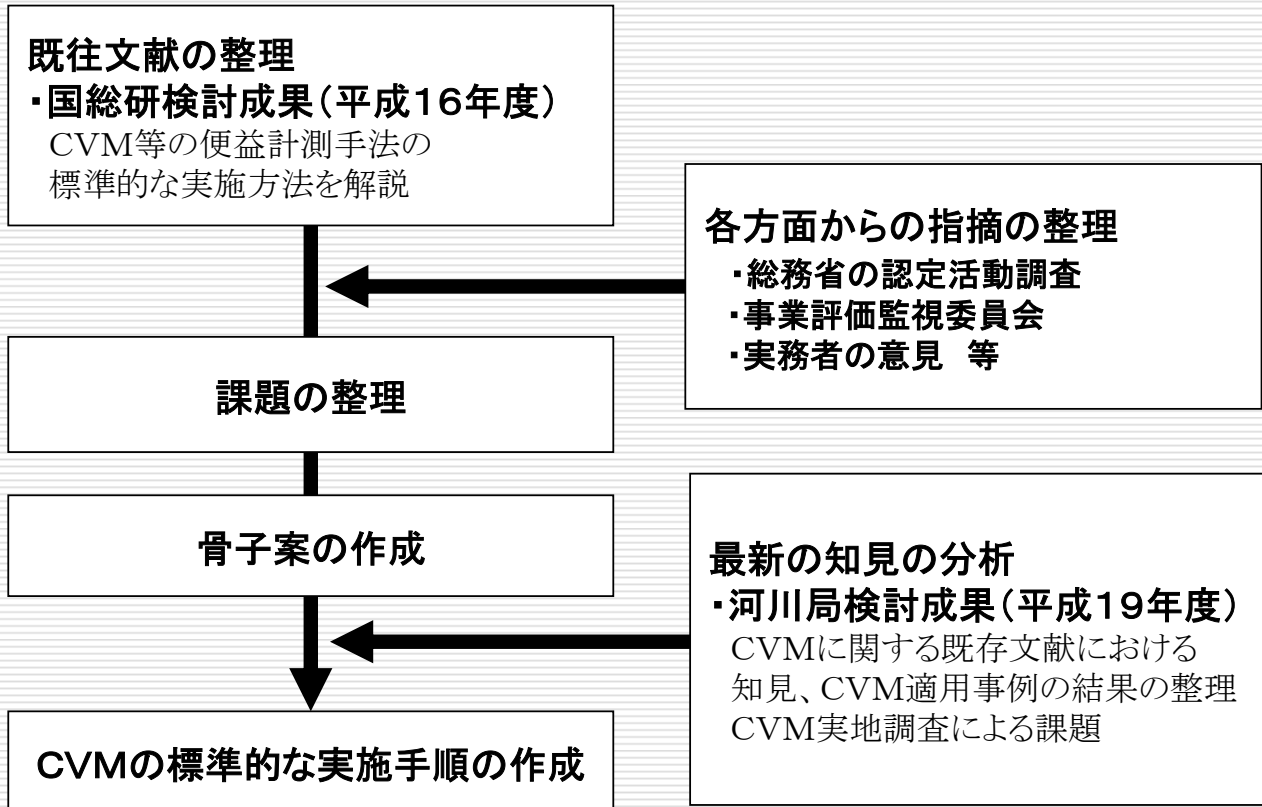 既往文献の整理
・国総研検討成果（平成１６年度）
CVM等の便益計測手法の
標準的な実施方法を解説
各方面からの指摘の整理
・総務省の認定活動調査
・事業評価監視委員会
・実務者の意見　等
課題の整理
骨子案の作成
最新の知見の分析
・河川局検討成果（平成１９年度）
CVMに関する既存文献における
知見、CVM適用事例の結果の整理
CVM実地調査による課題
CVMの標準的な実施手順の作成